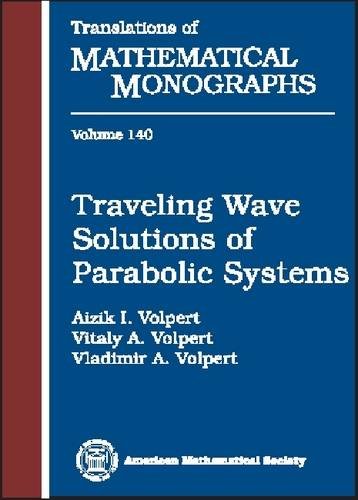 Translations of
MATHEMATICAL
MONOGRAPHS
Volume 140
Traveling Wave
Solutions of
Parabolic Systems
Aizik I. Volpert
Vitaly A. Volpert
Vladimir A. Volpert
American Mathematical Society